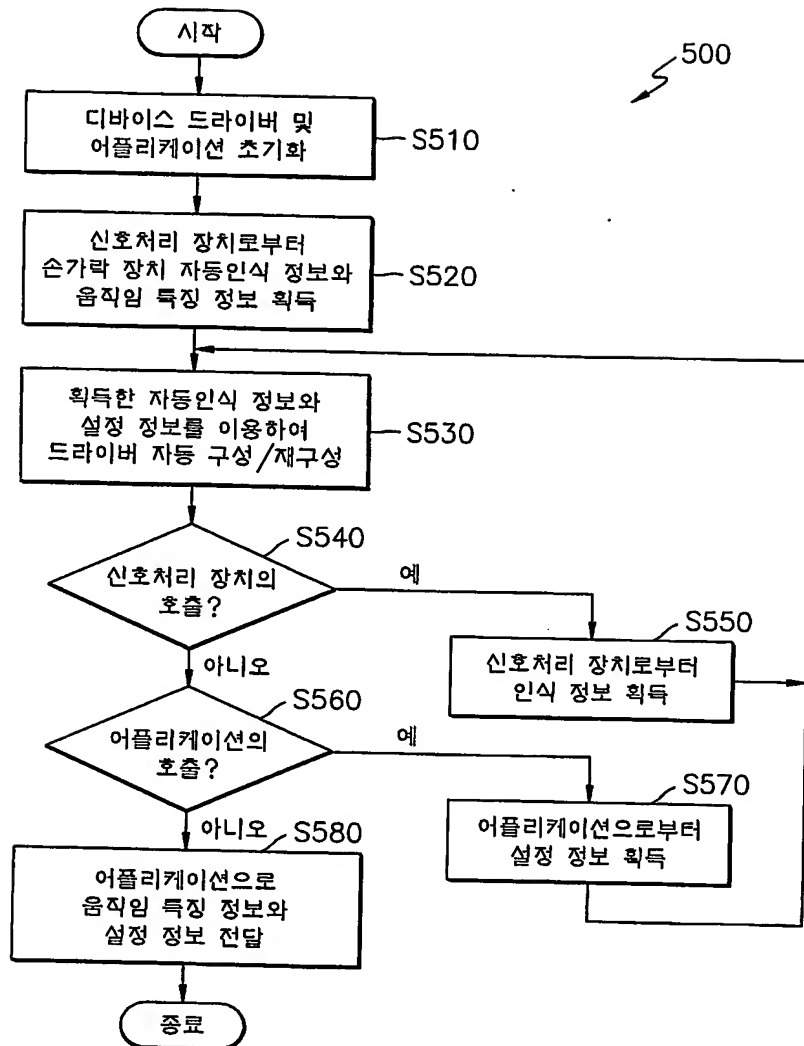 시작
500
디바이스 드라이버 및
어플리케이션 초기화
S510
신호처리 장치로부터
손가락 장치 자동인식 정보와
움직임 특징 정보 획득
S520
획득한 자동인식 정보와
설정 정보를 이용하여
드라이버 자동 구성/재구성
S530
S540
신호처리 장치의
호출?
예
S550
신호처리 장치로부터
인식 정보 획득
아니오
S560
어플리케이션의
호출?
예
S570
어플리케이션으로부터
설정 정보 획득
아니오
S580
어플리케이션으로
움직임 특징 정보와
설정 정보 전달
종료